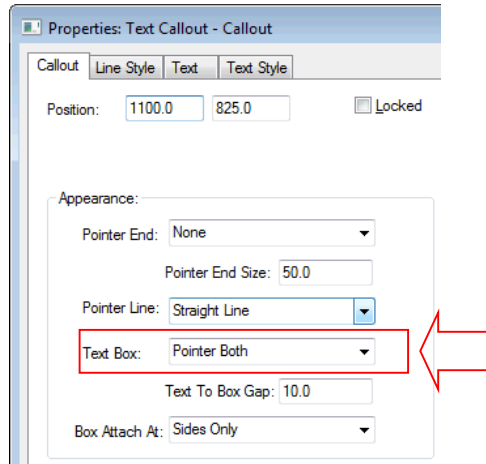 Properties: Text Callout - Callout
Callout Line Style Text Text Style
Position: 1100.0 825.0 Locked
Appearance:
Pointer End: None
Pointer End Size: 50.0
Pointer Line: Straight Line
Text Box: Pointer Both
Text To Box Gap: 10.0
Box Attach At: Sides Only